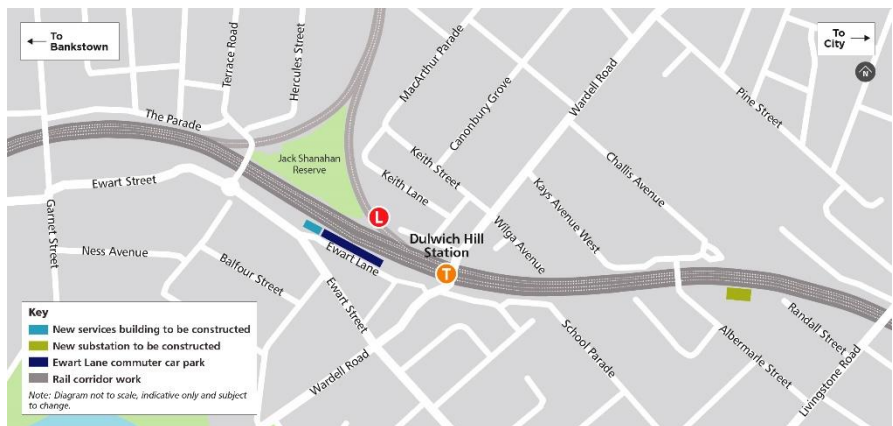 To
Bankstown
To
City
N
Terrace Road
Hercules Street
MacArthur Parade
Canonbury Grove
Wardell Road
Pine Street
The Parade
Jack Shanahan
Reserve
Keith Street
Keith Lane
Challis Avenue
Kays Avenue West
Wilga Avenue
Ewart Street
Garnet Street
Ness Avenue
Balfour Street
L
Dulwich Hill
Station
T
Ewart Lane
Ewart Street
Wardell Road
School Parade
Albermarle Street
Randall Street
Livingstone Road
Key
New services building to be constructed
New substation to be constructed
Ewart Lane commuter car park
Rail corridor work
Note: Diagram not to scale, indicative only and subject
to change.